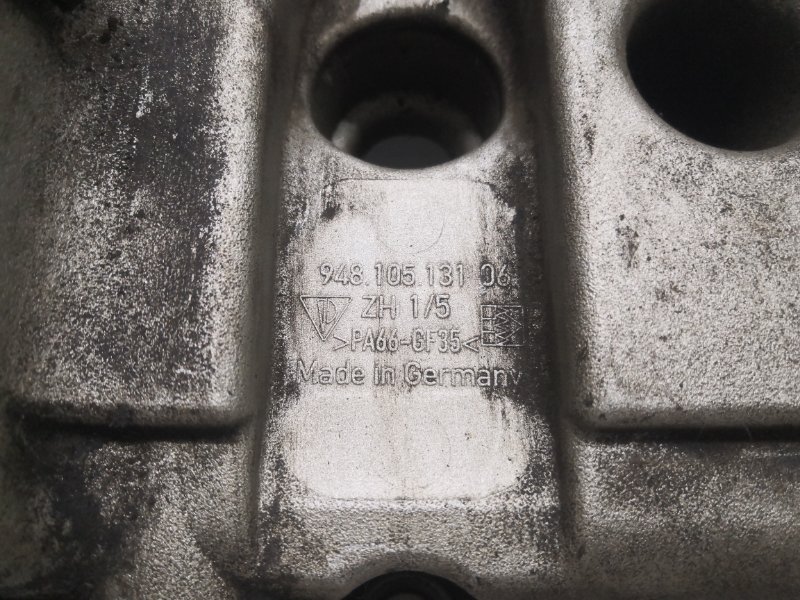 948.105.131 06.
ZH 1/5
>PA66-GF35<
Made in Germany